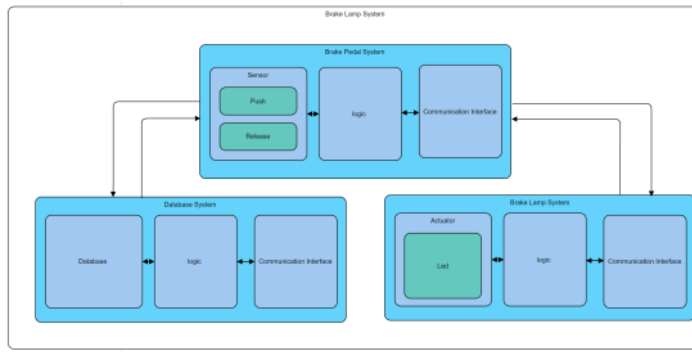 Brake Lamp System
Brake Pedal System
Sensor
Push
Release
logic
Communication Interface
Database System
Database
logic
Communication Interface
Brake Lamp System
Actuator
Led
logic
Communication Interface